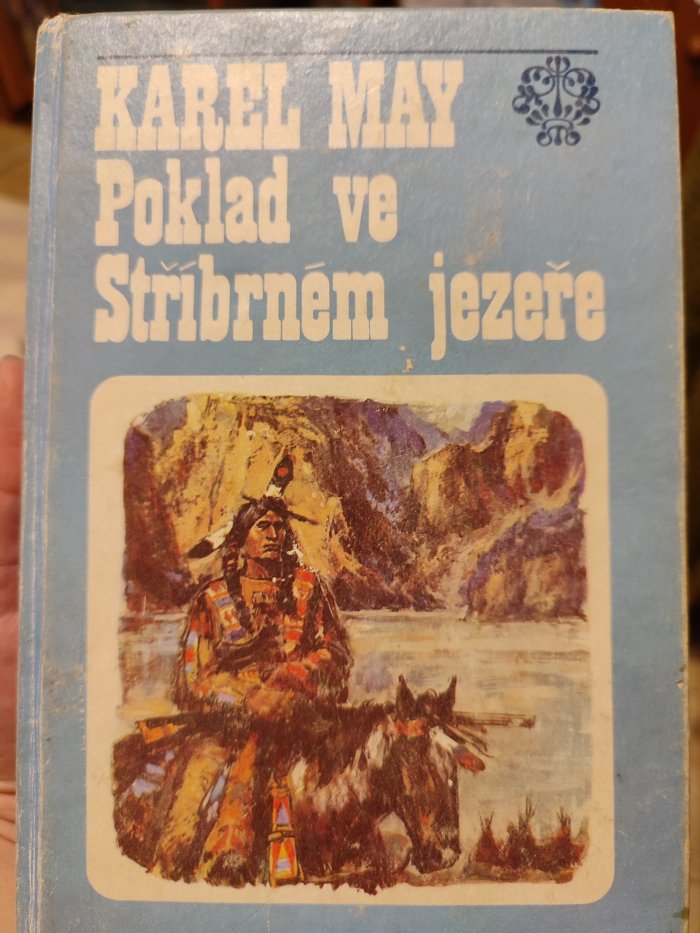 KAREL MAY
Poklad ve
Stříbrném jezeře